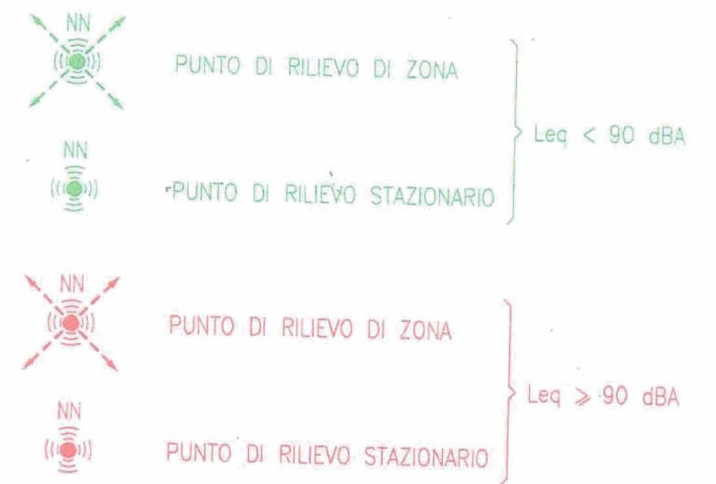 NN
PUNTO DI RILIEVO DI ZONA
Leq < 90 dBA
NN
PUNTO DI RILIEVO STAZIONARIO
NN
PUNTO DI RILIEVO DI ZONA
Leq ⩾ 90 dBA
NN
PUNTO DI RILIEVO STAZIONARIO